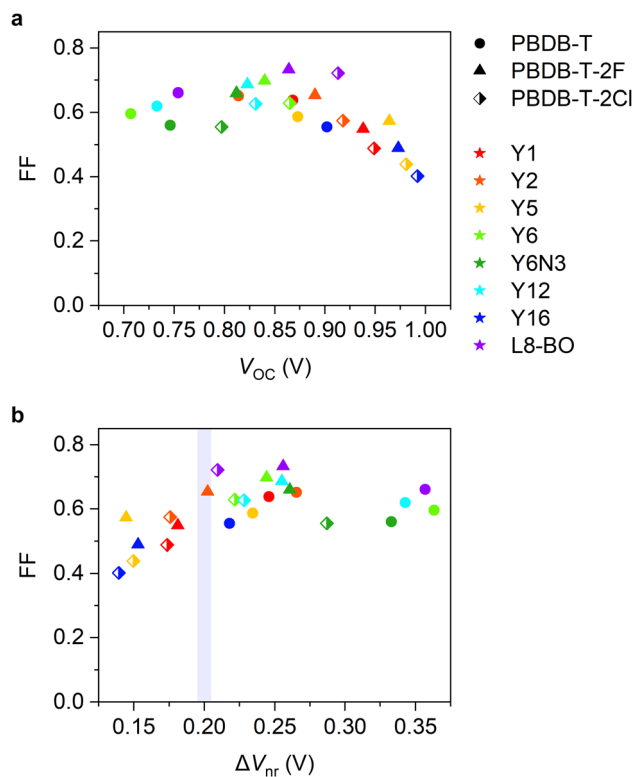 a
0.8
0.6
0.4
0.2
0.0
FF
0.70 0.75 0.80 0.85 0.90 0.95 1.00
VOC (V)
PBDB-T
PBDB-T-2F
PBDB-T-2Cl
Y1
Y2
Y5
Y6
Y6N3
Y12
Y16
L8-BO
b
0.8
0.6
0.4
0.2
0.0
FF
0.15 0.20 0.25 0.30 0.35
ΔVnr (V)